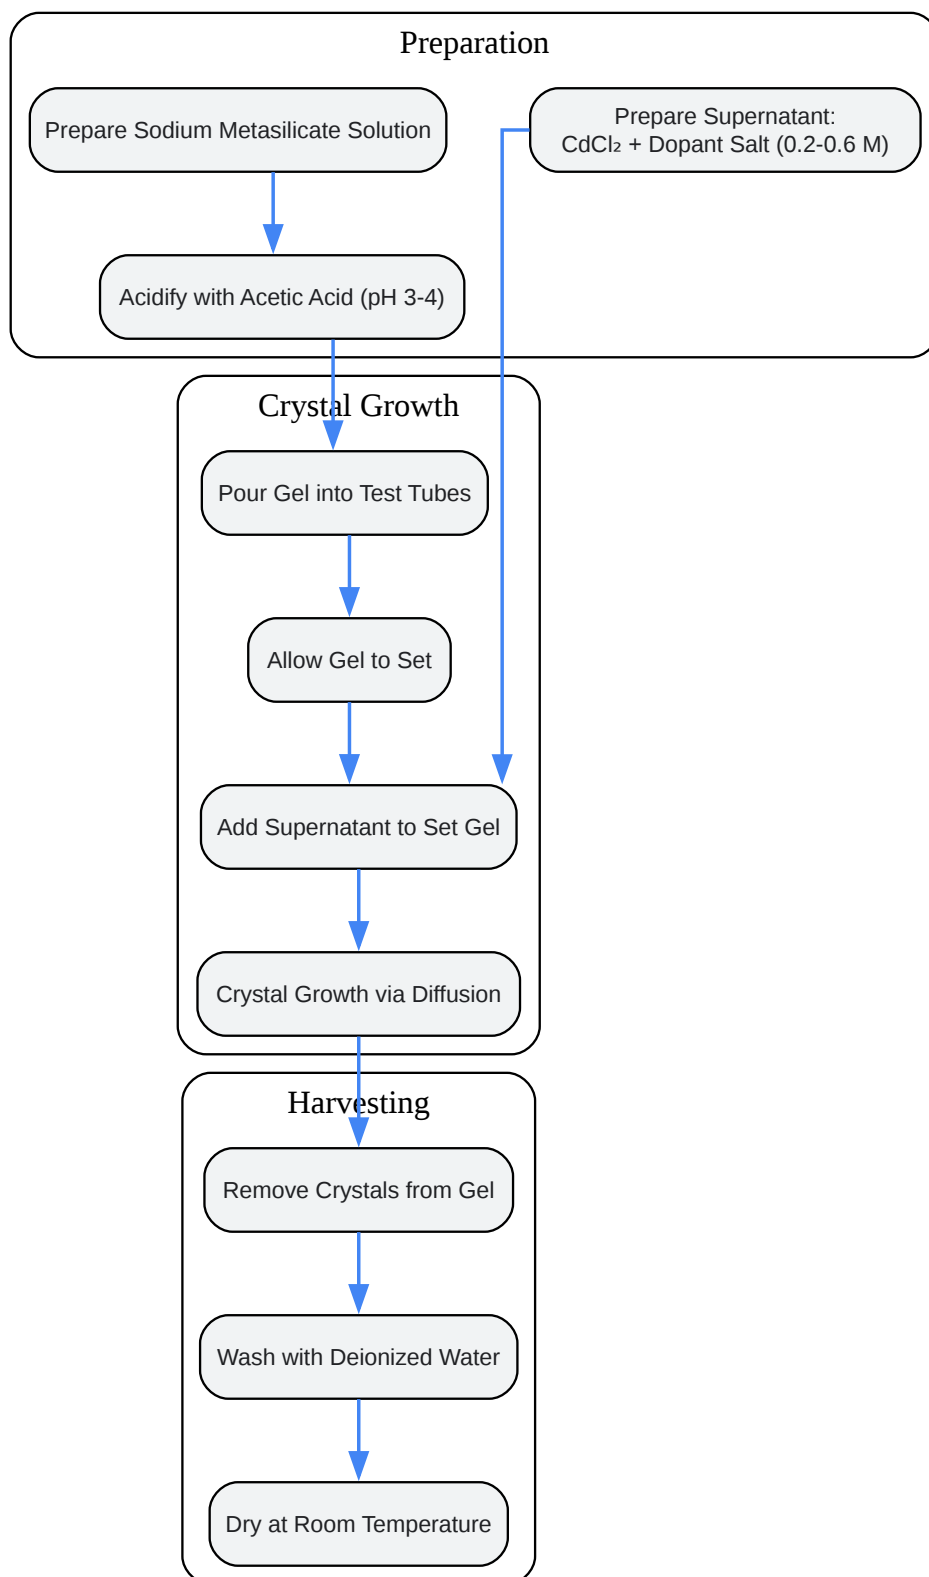 Preparation
Prepare Sodium Metasilicate Solution
Prepare Supernatant:
CdCl₂ + Dopant Salt (0.2-0.6 M)
Acidify with Acetic Acid (pH 3-4)
Crystal Growth
Pour Gel into Test Tubes
Allow Gel to Set
Add Supernatant to Set Gel
Crystal Growth via Diffusion
Harvesting
Remove Crystals from Gel
Wash with Deionized Water
Dry at Room Temperature